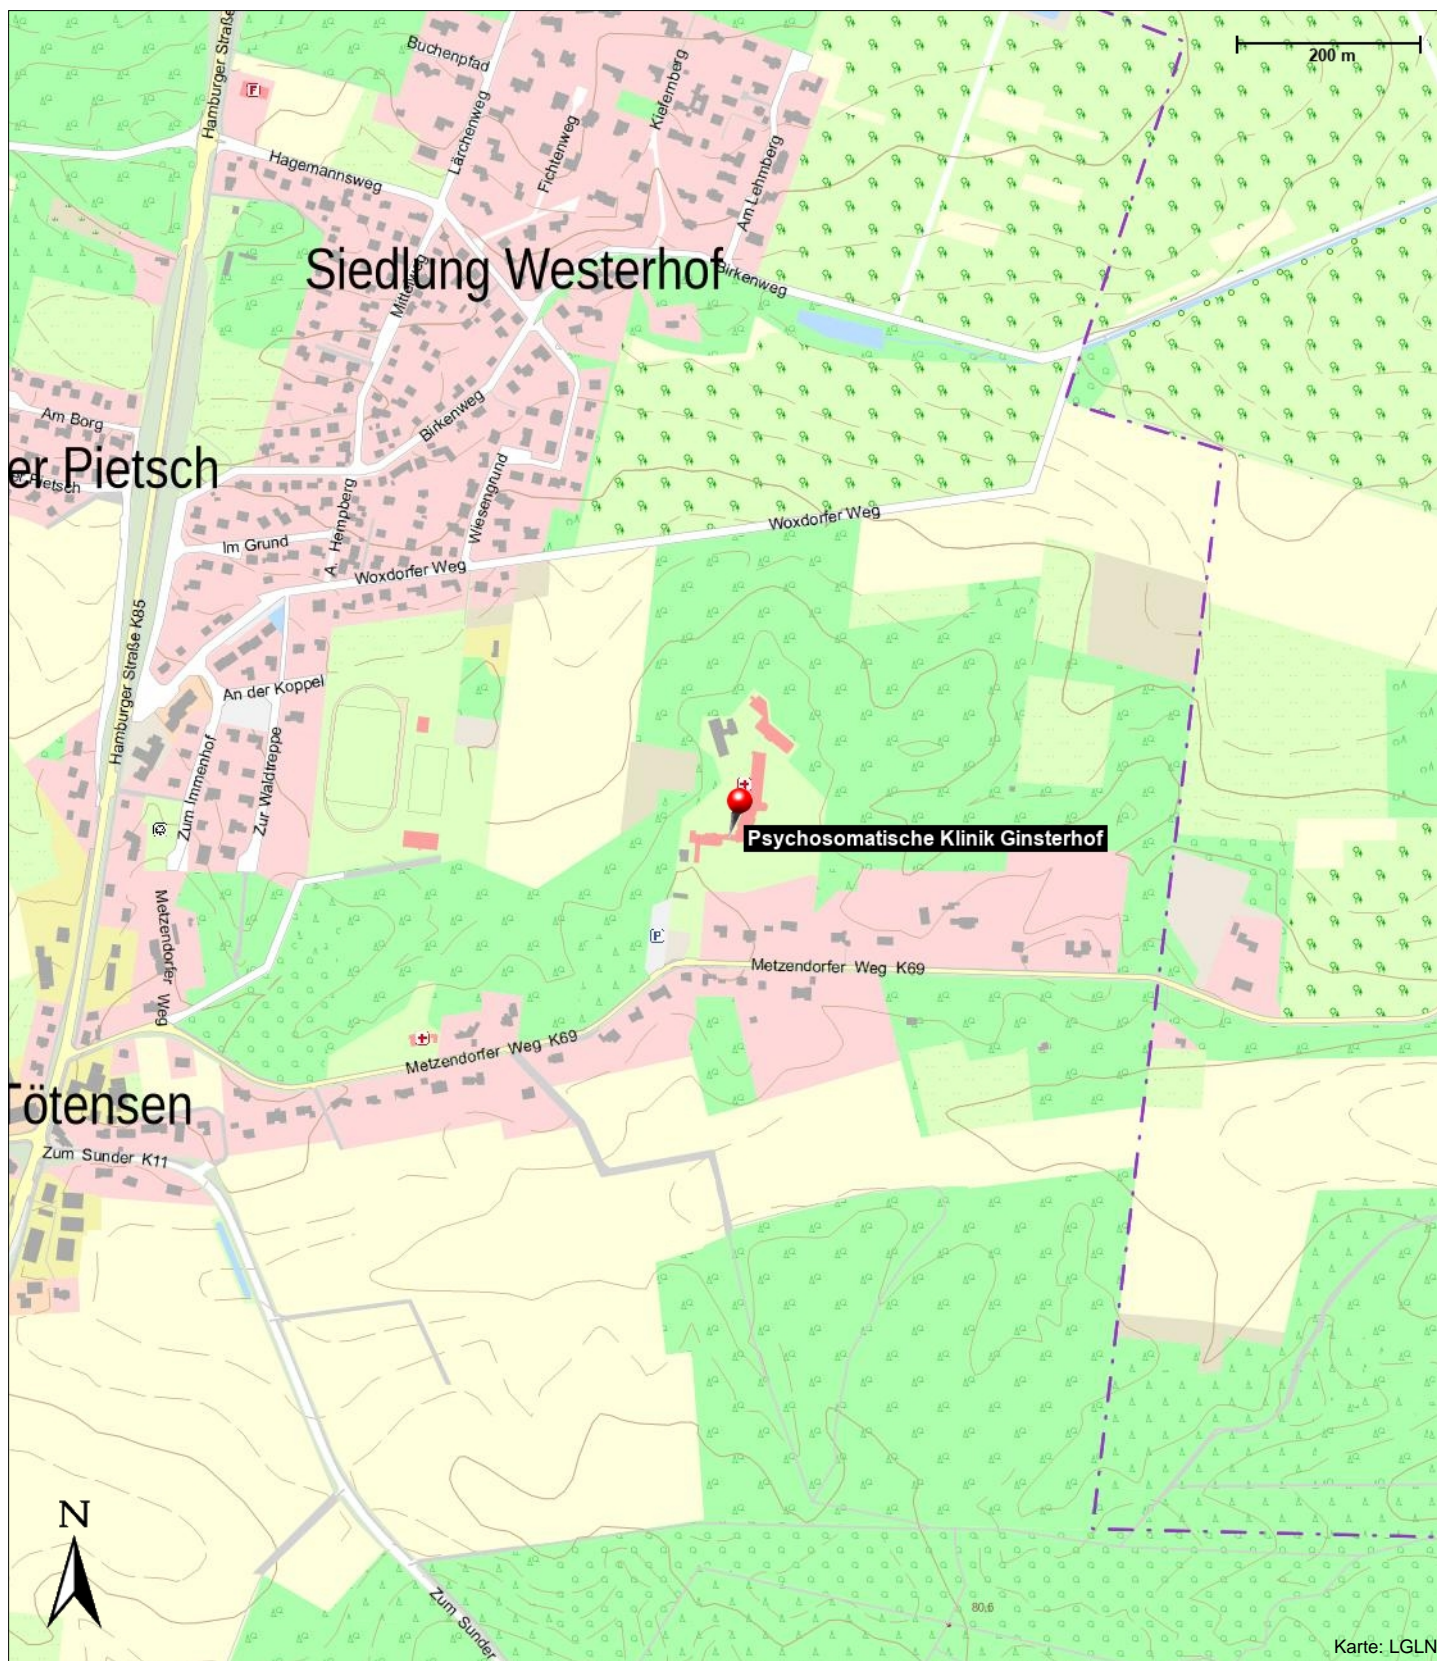 Hamburger Straße
Buchenpfad
200 m
F
Kiefernberg
Lärchenweg
Fichtenweg
Hagemannsweg
Am Lehmberg
Siedlung Westerhof
Mittelweg
Birkenweg
Am Borg
Birkenweg
er Pietsch
er Pietsch
Wiesengrund
A. Hempberg
Woxdorfer Weg
Im Grund
Woxdorfer Weg
Hamburger Straße K85
An der Koppel
Zum Immenhof
Zur Waldtreppe
Psychosomatische Klinik Ginsterhof
Metzendorfer Weg
P
Metzendorfer Weg K69
Metzendorfer Weg K69
Tötensen
Zum Sunder K11
N
Zum Sunder
80,6
Karte: LGLN